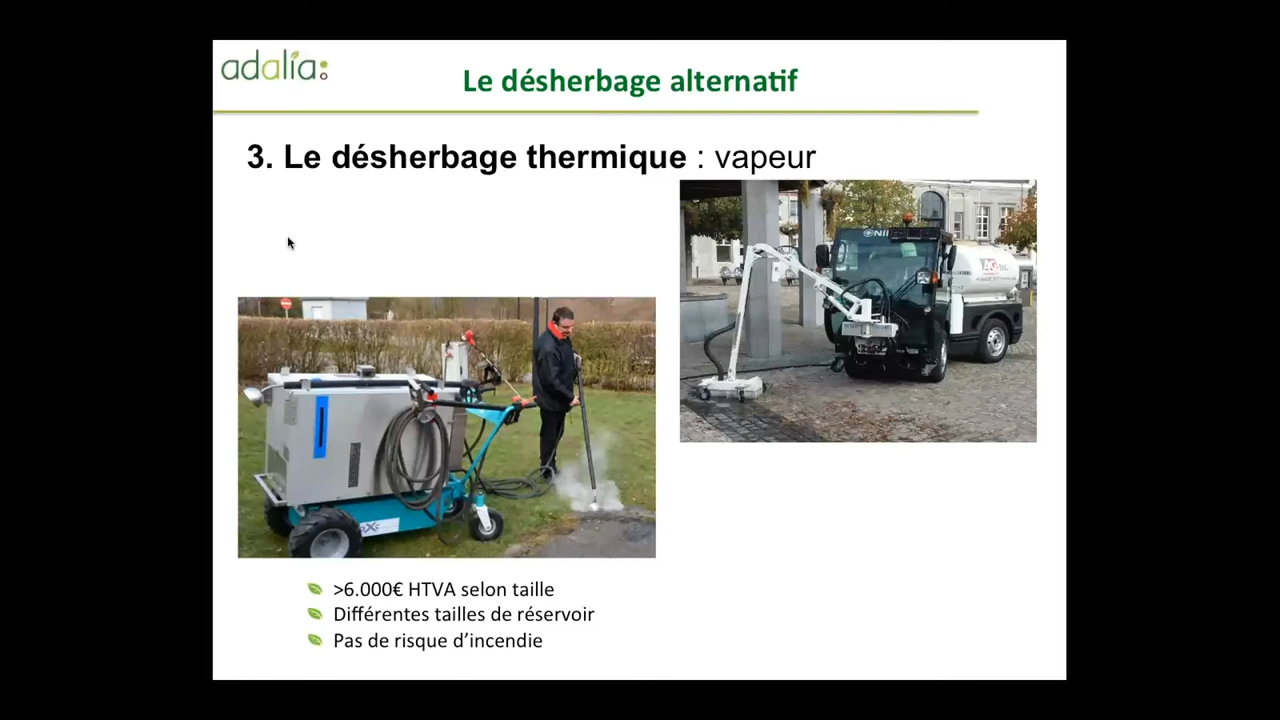 adalia
Le désherbage alternatif
3. Le désherbage thermique : vapeur
>6.000€ HTVA selon taille
Différentes tailles de réservoir
Pas de risque d’incendie